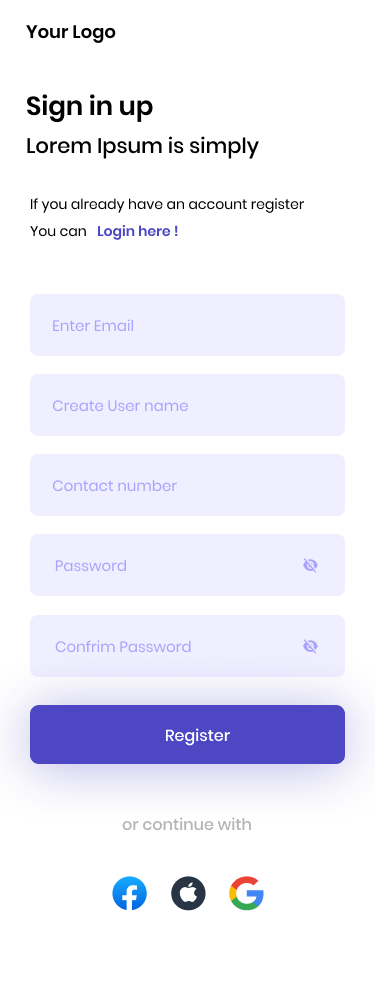 Your Logo
Sign in up
Lorem Ipsum is simply
If you already have an account register
You can Login here !
Enter Email
Create User name
Contact number
Password
Confrim Password
Register
or continue with